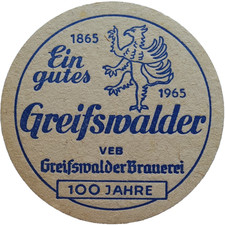 1865
Ein
gutes
1965
Greifswalder
VEB
Greifswalder Brauerei
100 JAHRE